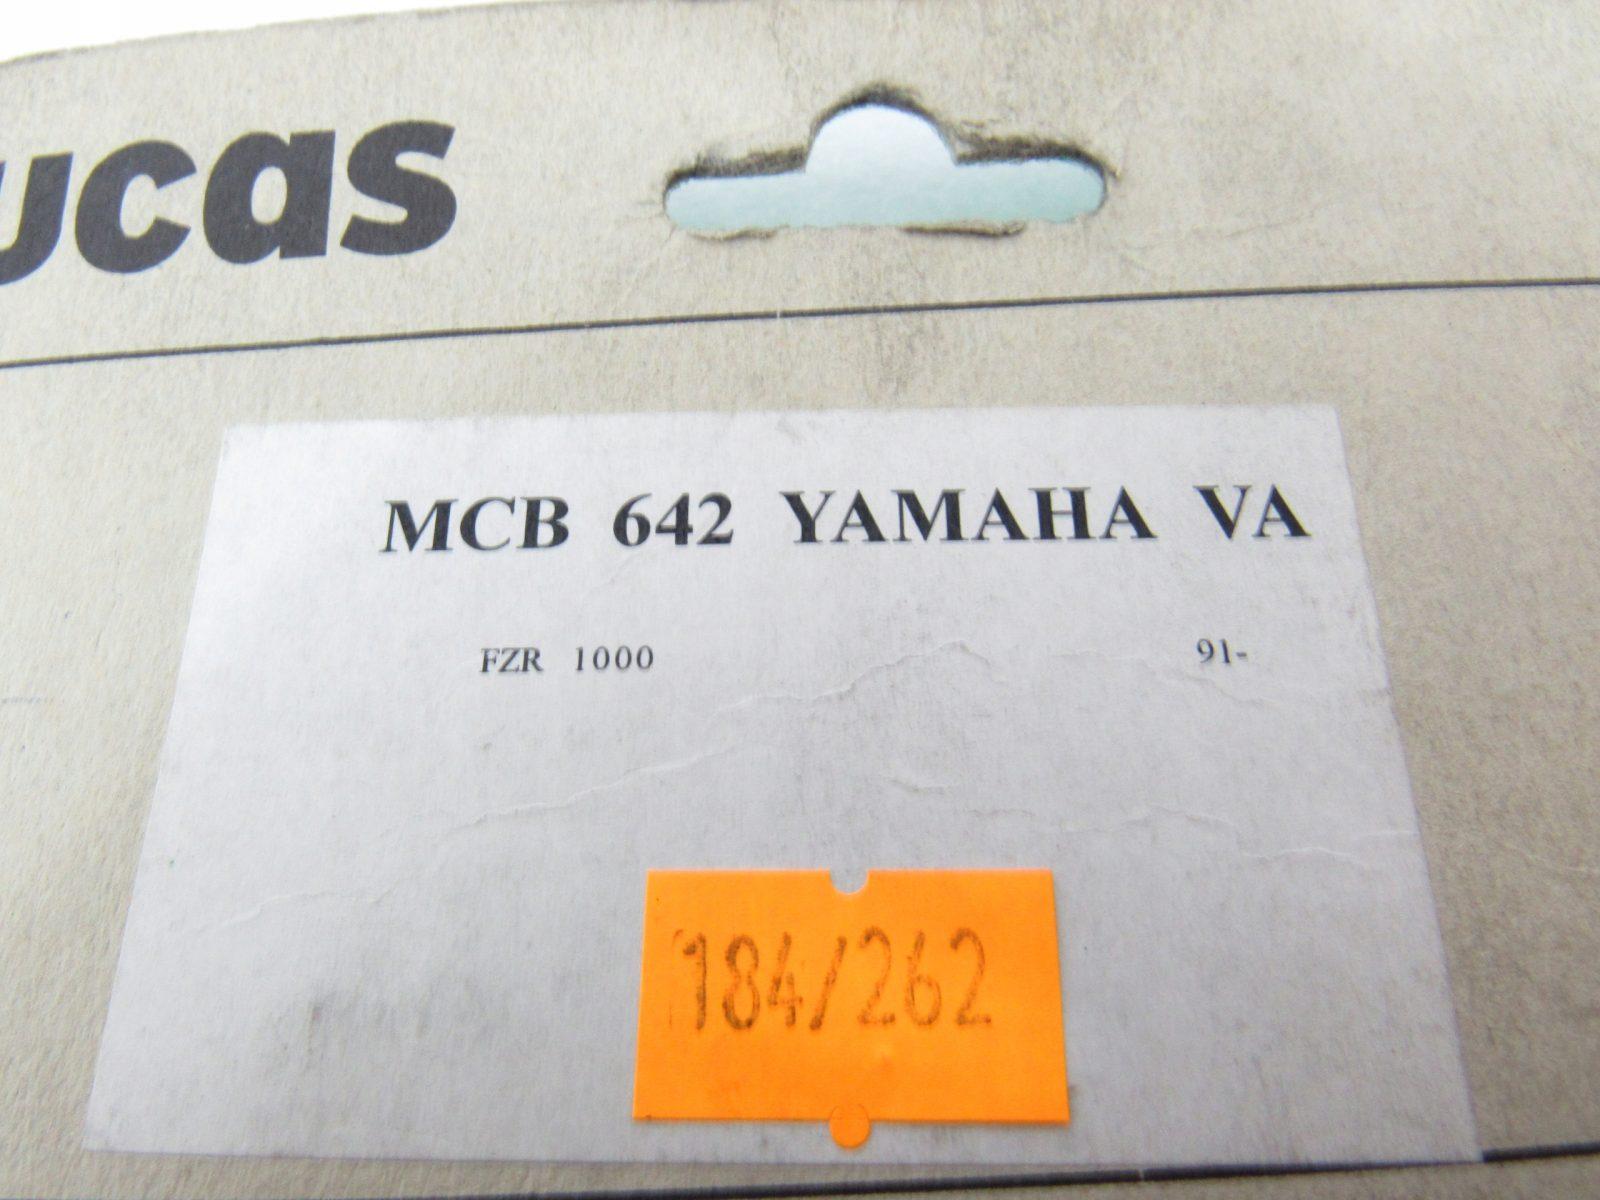 ucas
MCB 642 YAMAHA VA
FZR 1000 91-
184/262